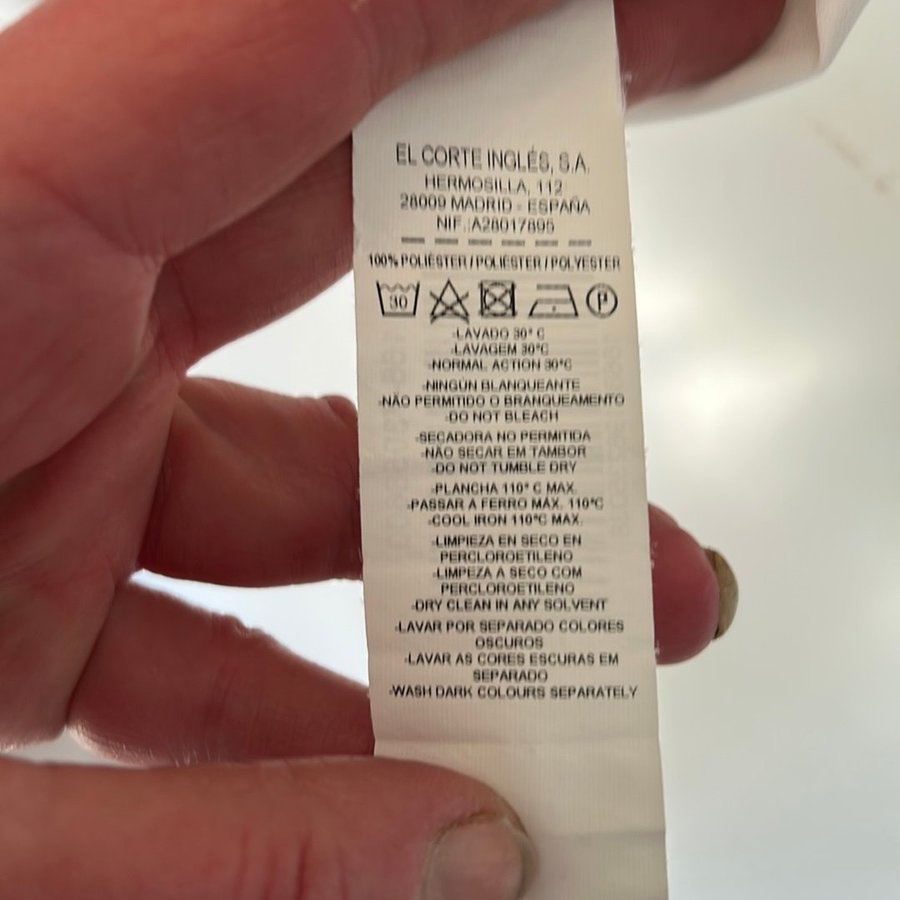 EL CORTE INGLÉS, S.A.
HERMOSILLA, 112
28009 MADRID - ESPAÑA
NIF.:A28017895
100% POLIÉSTER / POLIÉSTER / POLYESTER
30 P
-LAVADO 30° C
-LAVAGEM 30°C
-NORMAL ACTION 30°C
-NINGÚN BLANQUEANTE
-NÃO PERMITIDO O BRANQUEAMENTO
-DO NOT BLEACH
-SECADORA NO PERMITIDA
-NÃO SECAR EM TAMBOR
-DO NOT TUMBLE DRY
-PLANCHA 110° C MAX.
-PASSAR A FERRO MÁX. 110°C
-COOL IRON 110°C MAX.
-LIMPIEZA EN SECO EN
PERCLOROETILENO
-LIMPEZA A SECO COM
PERCLOROETILENO
-DRY CLEAN IN ANY SOLVENT
-LAVAR POR SEPARADO COLORES
OSCUROS
-LAVAR AS CORES ESCURAS EM
SEPARADO
-WASH DARK COLOURS SEPARATELY